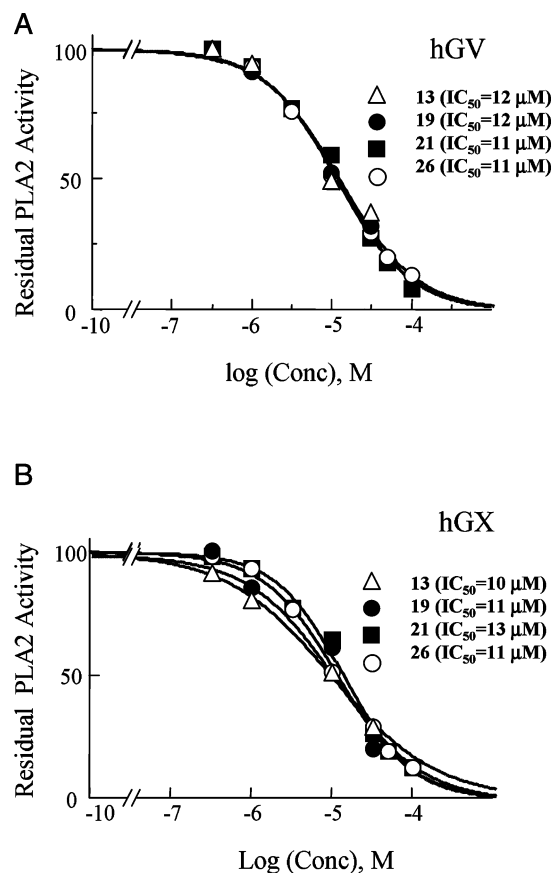 A
hGV
100
50
0
Residual PLA2 Activity
13 (IC50=12 μM)
19 (IC50=12 μM)
21 (IC50=11 μM)
26 (IC50=11 μM)
-10 -7 -6 -5 -4
log (Conc), M
B
hGX
100
50
0
Residual PLA2 Activity
13 (IC50=10 μM)
19 (IC50=11 μM)
21 (IC50=13 μM)
26 (IC50=11 μM)
-10 -7 -6 -5 -4
Log (Conc), M